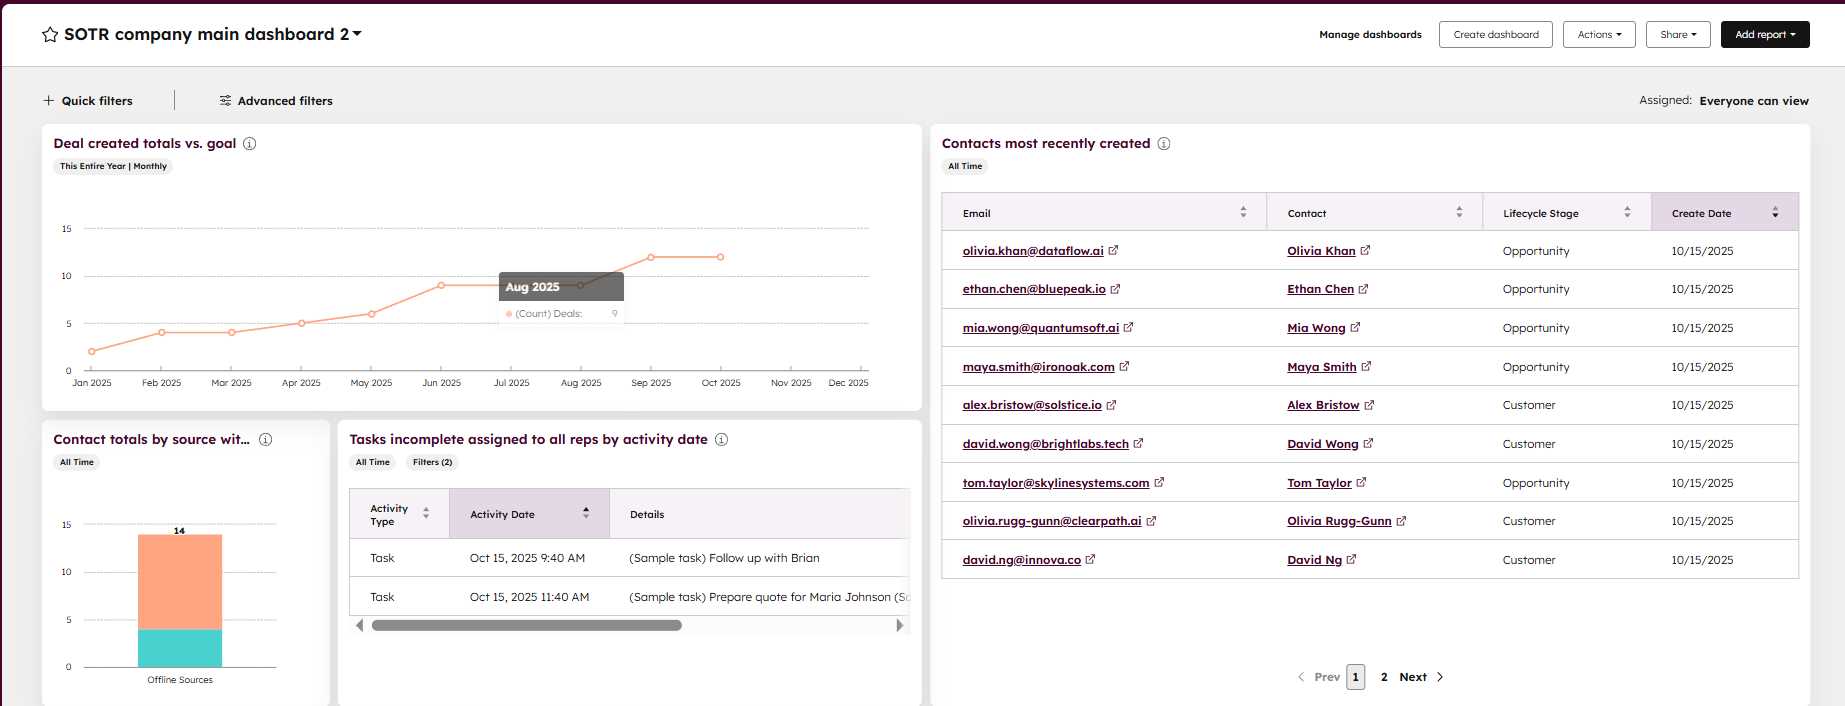 SOTR company main dashboard 2
Manage dashboards
Create dashboard
Actions
Share
Add report
Quick filters
Advanced filters
Assigned: Everyone can view
Deal created totals vs. goal
This Entire Year | Monthly
15
10
5
0
Aug 2025
(Count) Deals: 9
Jan 2025 Feb 2025 Mar 2025 Apr 2025 May 2025 Jun 2025 Jul 2025 Aug 2025 Sep 2025 Oct 2025 Nov 2025 Dec 2025
Contact totals by source wit...
All Time
15
14
10
5
0
Offline Sources
Tasks incomplete assigned to all reps by activity date
All Time Filters (2)
Activity Type Activity Date Details
Task Oct 15, 2025 9:40 AM (Sample task) Follow up with Brian
Task Oct 15, 2025 11:40 AM (Sample task) Prepare quote for Maria Johnson (Sa
Contacts most recently created
All Time
Email Contact Lifecycle Stage Create Date
olivia.khan@dataflow.ai Olivia Khan Opportunity 10/15/2025
ethan.chen@bluepeak.io Ethan Chen Opportunity 10/15/2025
mia.wong@quantumsoft.ai Mia Wong Opportunity 10/15/2025
maya.smith@ironoak.com Maya Smith Opportunity 10/15/2025
alex.bristow@solstice.io Alex Bristow Customer 10/15/2025
david.wong@brightlabs.tech David Wong Customer 10/15/2025
tom.taylor@skylinesystems.com Tom Taylor Opportunity 10/15/2025
olivia.rugg-gunn@clearpath.ai Olivia Rugg-Gunn Customer 10/15/2025
david.ng@innova.co David Ng Customer 10/15/2025
Prev 1 2 Next